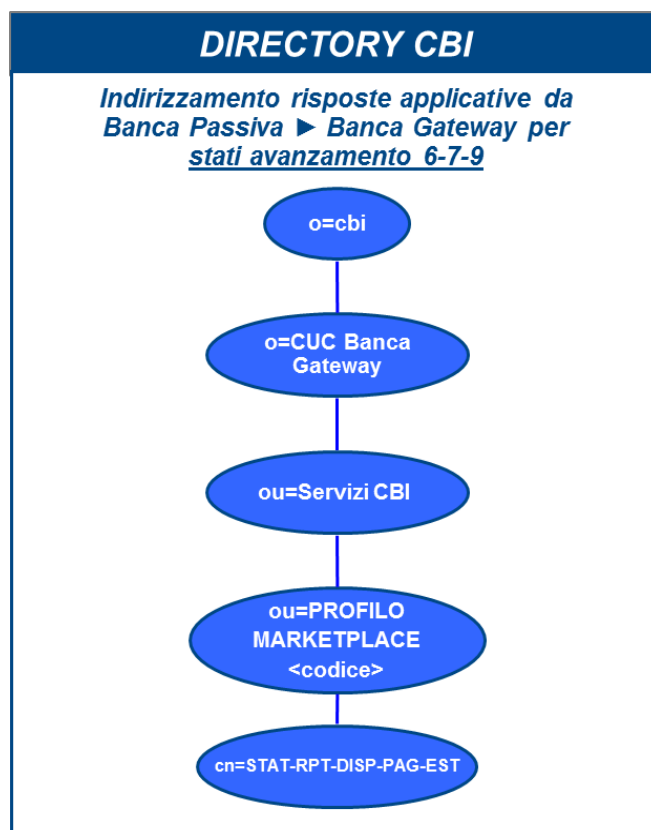 DIRECTORY CBI
Indirizzamento risposte applicative da
Banca Passiva ► Banca Gateway per
stati avanzamento 6-7-9
o=cbi
o=CUC Banca
Gateway
ou=Servizi CBI
ou=PROFILO
MARKETPLACE
<codice>
cn=STAT-RPT-DISP-PAG-EST